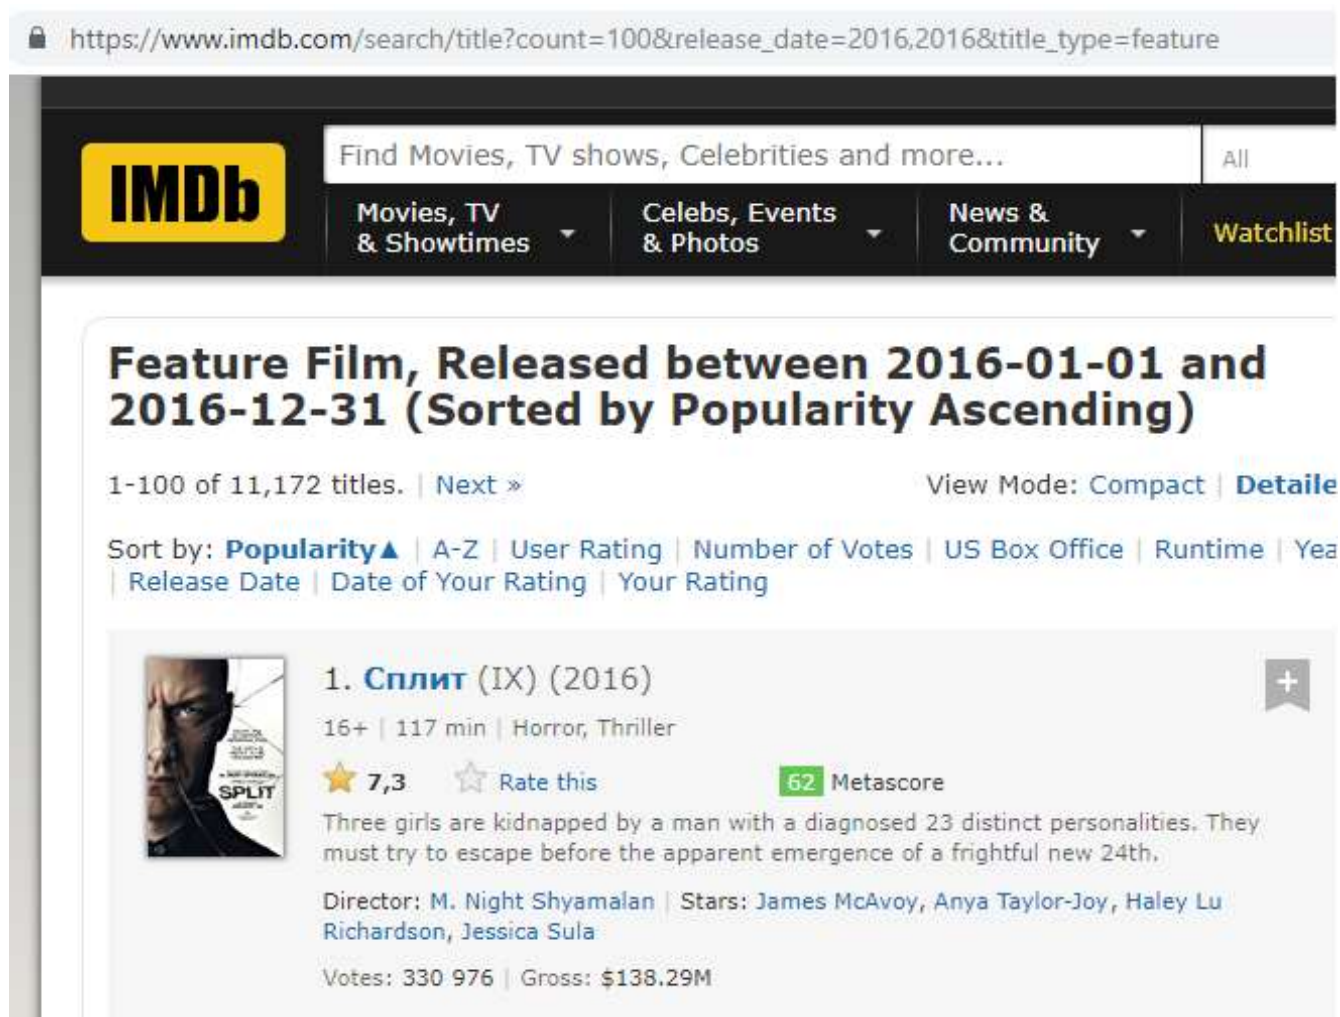 https://www.imdb.com/search/title?count=100&release_date=2016,2016&title_type=feature
IMDb
Find Movies, TV shows, Celebrities and more...
All
Movies, TV
& Showtimes
Celebs, Events
& Photos
News &
Community
Watchlist
Feature Film, Released between 2016-01-01 and
2016-12-31 (Sorted by Popularity Ascending)
1-100 of 11,172 titles. | Next »
View Mode: Compact | Detaile
Sort by: Popularity▲ | A-Z | User Rating | Number of Votes | US Box Office | Runtime | Yea
| Release Date | Date of Your Rating | Your Rating
SPLIT
1. Сплит (IX) (2016)
16+ | 117 min | Horror, Thriller
7,3
Rate this
62 Metascore
Three girls are kidnapped by a man with a diagnosed 23 distinct personalities. They
must try to escape before the apparent emergence of a frightful new 24th.
Director: M. Night Shyamalan | Stars: James McAvoy, Anya Taylor-Joy, Haley Lu
Richardson, Jessica Sula
Votes: 330 976 | Gross: $138.29M